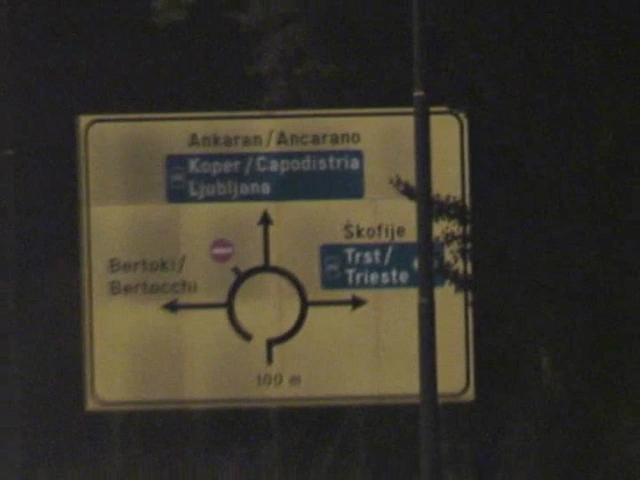 Ankaran/Ancarano
Koper/Capodistria
Ljubljana
Škofije
Trst/
Trieste
Bertoki/
Bertocchi
100 m